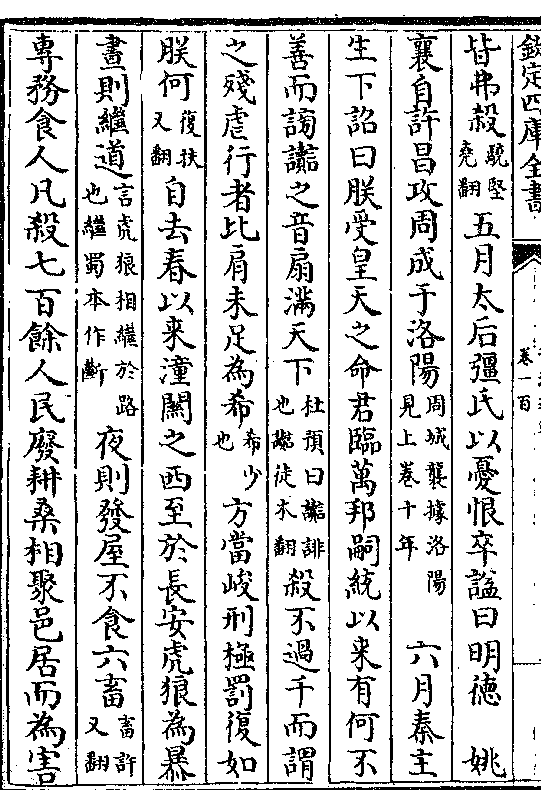 欽定四庫全書
卷一百
皆弗殺驍堅堯翻五月太后彊氏以憂恨卒諡曰明德 姚
襄自許昌攻周成于洛陽周城襲據洛陽見上卷十年 六月秦主
生下詔曰朕受皇天之命君臨萬邦嗣統以来有何不
善而謗讟之音扇滿天下杜預曰讟誹也讟徒木翻殺不過千而謂
之殘虐行者比肩未足為希希少也方當峻刑極罰復如
朕何復扶又翻自去春以来潼關之西至於長安虎狼為暴
晝則繼道言虎狼相繼於路也繼蜀本作斷夜則發屋不食六畜畜許又翻
專務食人凡殺七百餘人民廢耕桑相聚邑居而為害